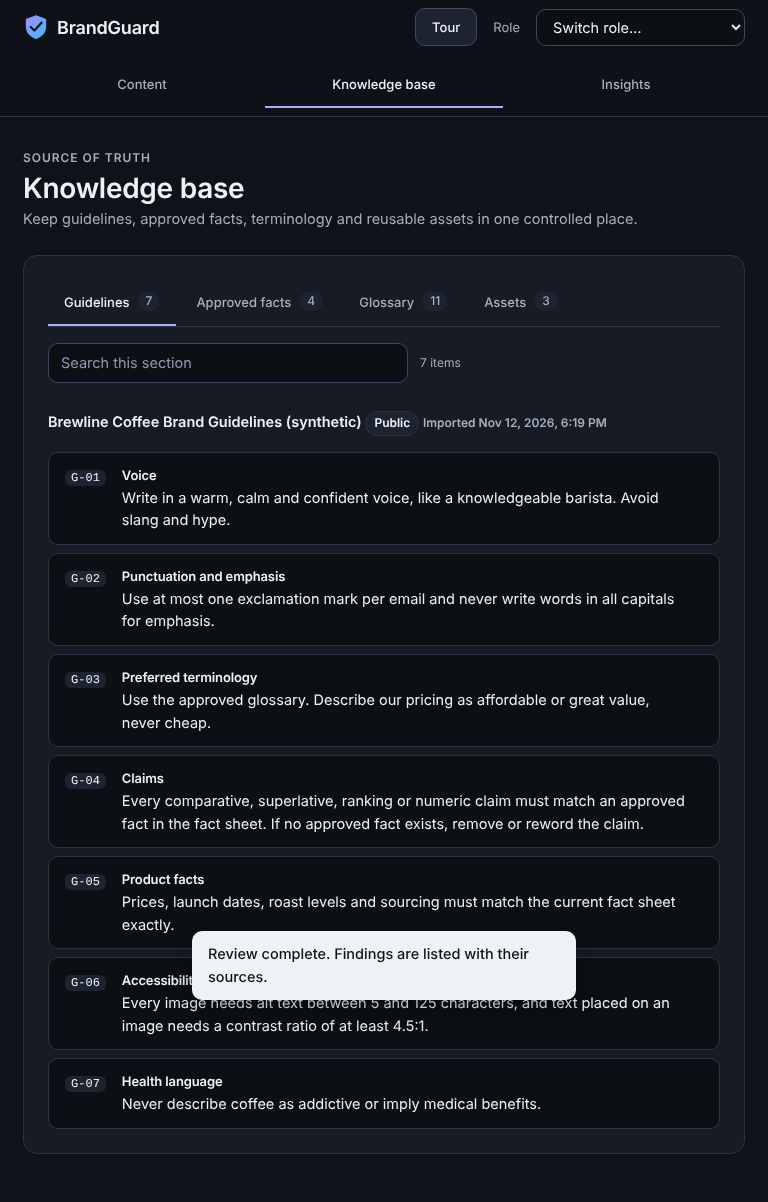 BrandGuard
Tour
Role
Switch role...
Content
Knowledge base
Insights
SOURCE OF TRUTH
Knowledge base
Keep guidelines, approved facts, terminology and reusable assets in one controlled place.
Guidelines 7
Approved facts 4
Glossary 11
Assets 3
Search this section
7 items
Brewline Coffee Brand Guidelines (synthetic) Public Imported Nov 12, 2026, 6:19 PM
G-01 Voice
Write in a warm, calm and confident voice, like a knowledgeable barista. Avoid
slang and hype.
G-02 Punctuation and emphasis
Use at most one exclamation mark per email and never write words in all capitals
for emphasis.
G-03 Preferred terminology
Use the approved glossary. Describe our pricing as affordable or great value,
never cheap.
G-04 Claims
Every comparative, superlative, ranking or numeric claim must match an approved
fact in the fact sheet. If no approved fact exists, remove or reword the claim.
G-05 Product facts
Prices, launch dates, roast levels and sourcing must match the current fact sheet
exactly.
Review complete. Findings are listed with their
sources.
G-06
Every image needs alt text between 5 and 125 characters, and text placed on an
image needs a contrast ratio of at least 4.5:1.
G-07 Health language
Never describe coffee as addictive or imply medical benefits.